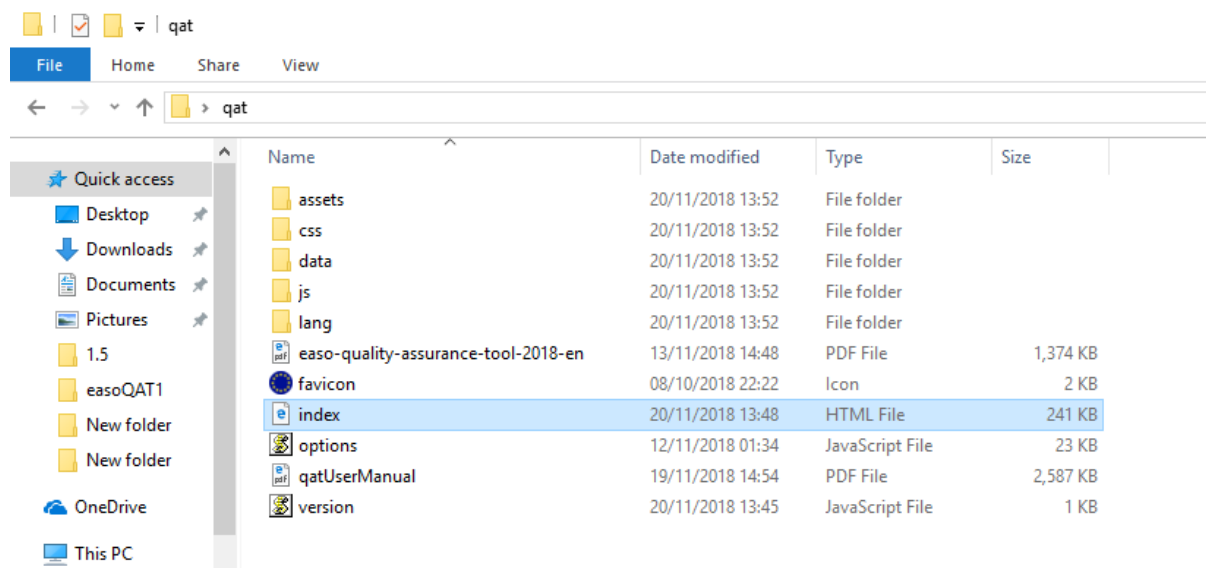 qat
File Home Share View
qat
Name Date modified Type Size
Quick access
Desktop
Downloads
Documents
Pictures
1.5
easoQAT1
New folder
New folder
OneDrive
This PC
assets 20/11/2018 13:52 File folder
css 20/11/2018 13:52 File folder
data 20/11/2018 13:52 File folder
js 20/11/2018 13:52 File folder
lang 20/11/2018 13:52 File folder
easo-quality-assurance-tool-2018-en 13/11/2018 14:48 PDF File 1,374 KB
favicon 08/10/2018 22:22 Icon 2 KB
index 20/11/2018 13:48 HTML File 241 KB
options 12/11/2018 01:34 JavaScript File 23 KB
qatUserManual 19/11/2018 14:54 PDF File 2,587 KB
version 20/11/2018 13:45 JavaScript File 1 KB